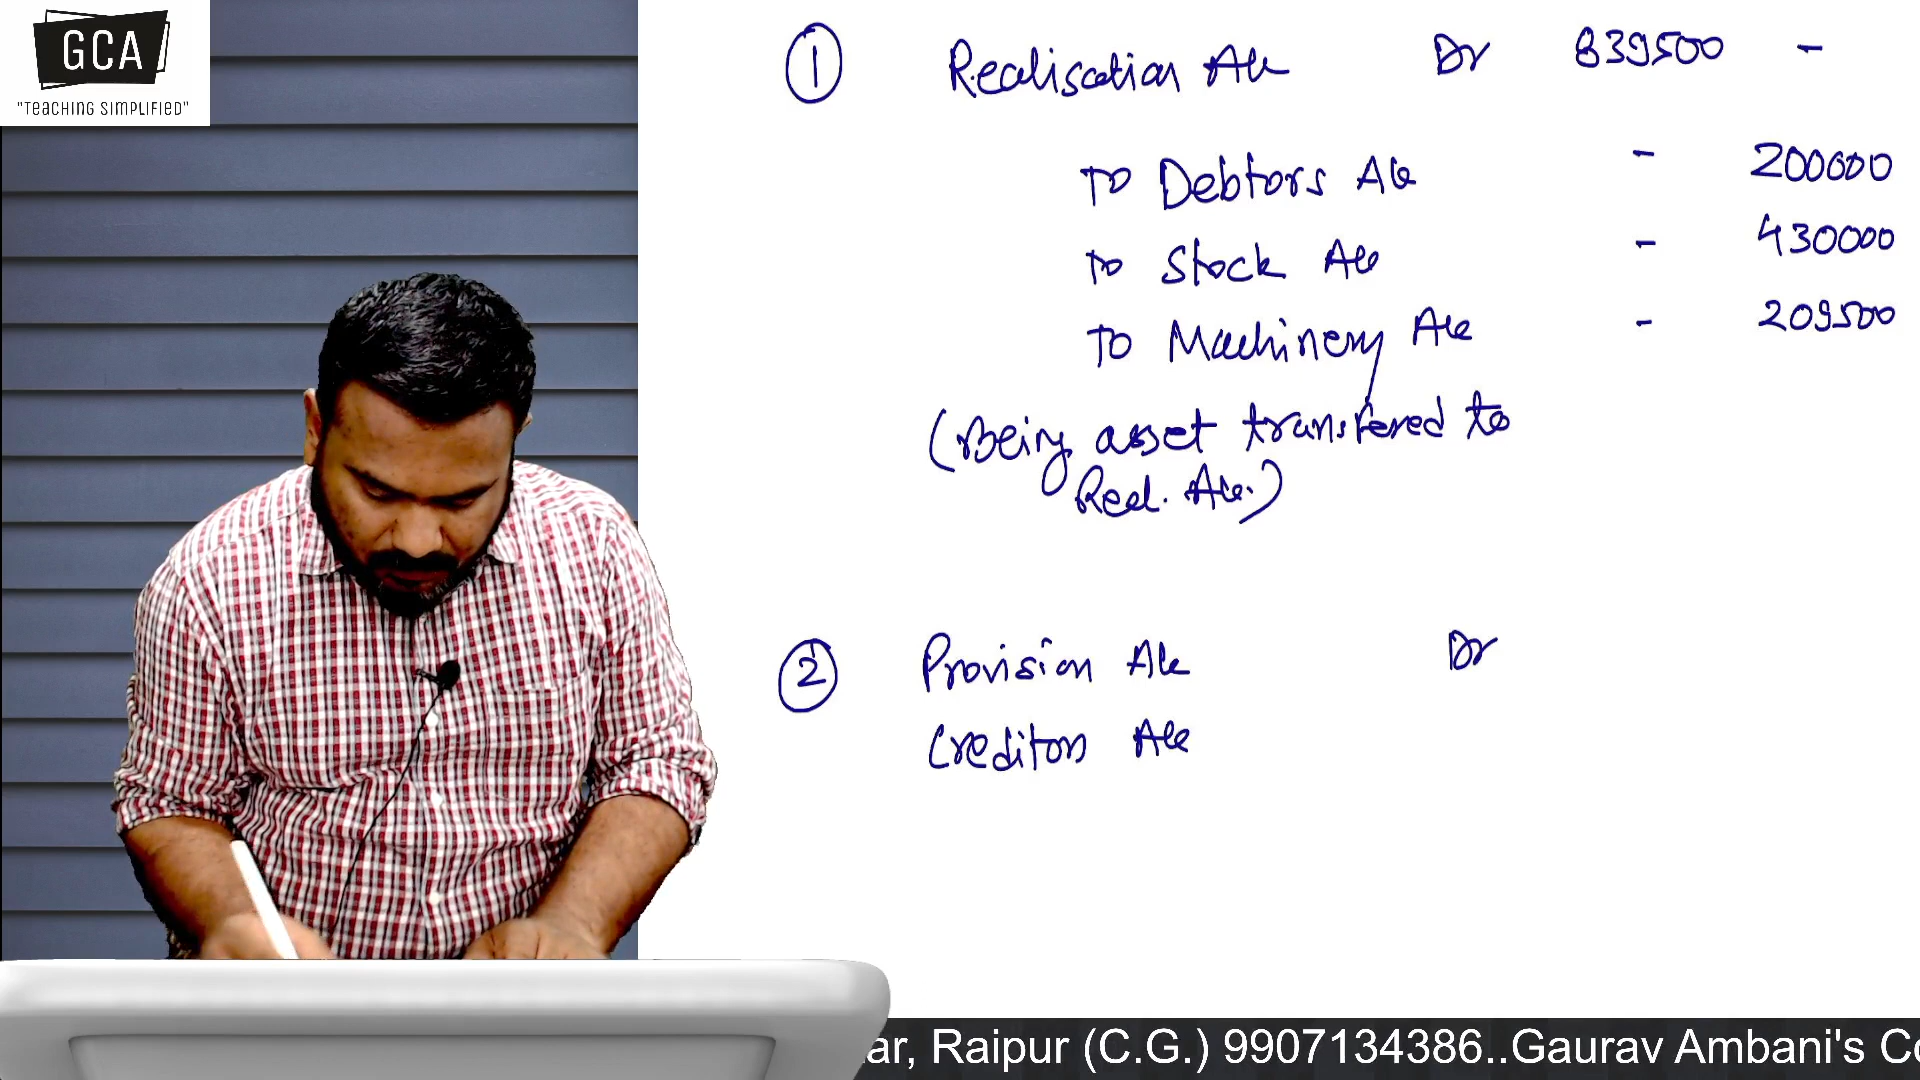 GCA
"TEACHING SIMPLIFIED"
1 Realisation A/c Dr 839500 -
To Debtors A/c - 200000
To Stock A/c - 430000
To Machinery A/c - 209500
(Being asset transfered to
Real. A/c.)
2 Provision A/c Dr
Creditors A/c
ar, Raipur (C.G.) 9907134386..Gaurav Ambani's Co